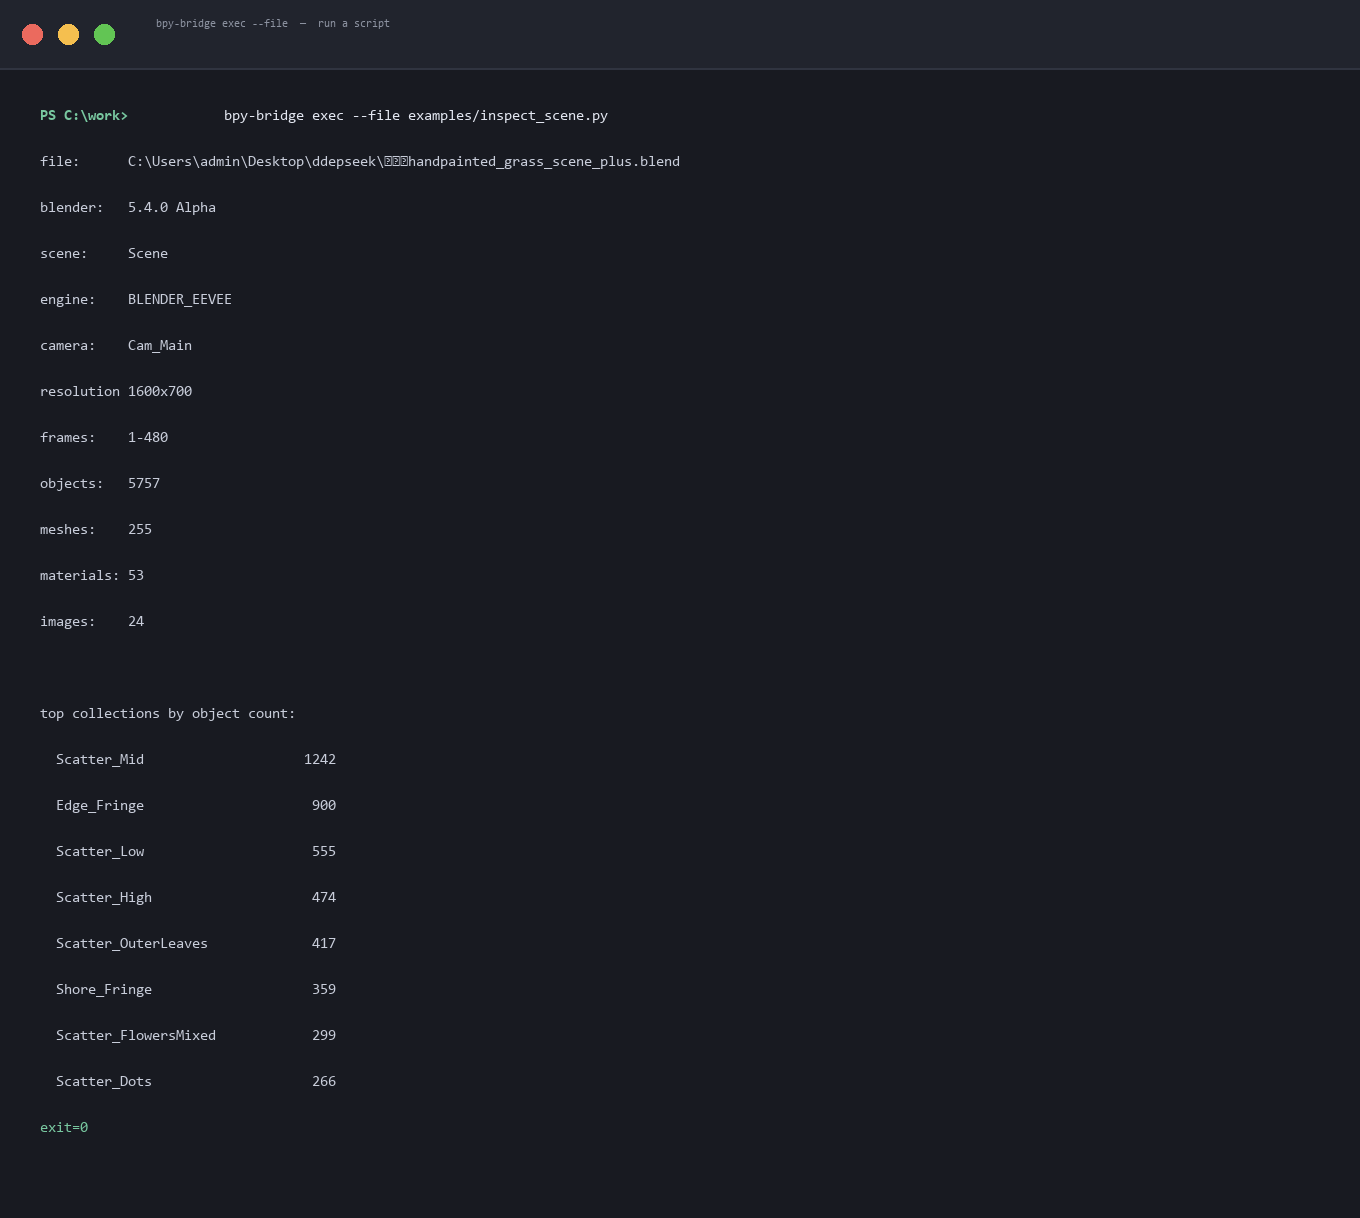 bpy-bridge exec --file — run a script
PS C:\work> bpy-bridge exec --file examples/inspect_scene.py
file: C:\Users\admin\Desktop\ddepseek\handpainted_grass_scene_plus.blend
blender: 5.4.0 Alpha
scene: Scene
engine: BLENDER_EEVEE
camera: Cam_Main
resolution 1600x700
frames: 1-480
objects: 5757
meshes: 255
materials: 53
images: 24
top collections by object count:
Scatter_Mid 1242
Edge_Fringe 900
Scatter_Low 555
Scatter_High 474
Scatter_OuterLeaves 417
Shore_Fringe 359
Scatter_FlowersMixed 299
Scatter_Dots 266
exit=0